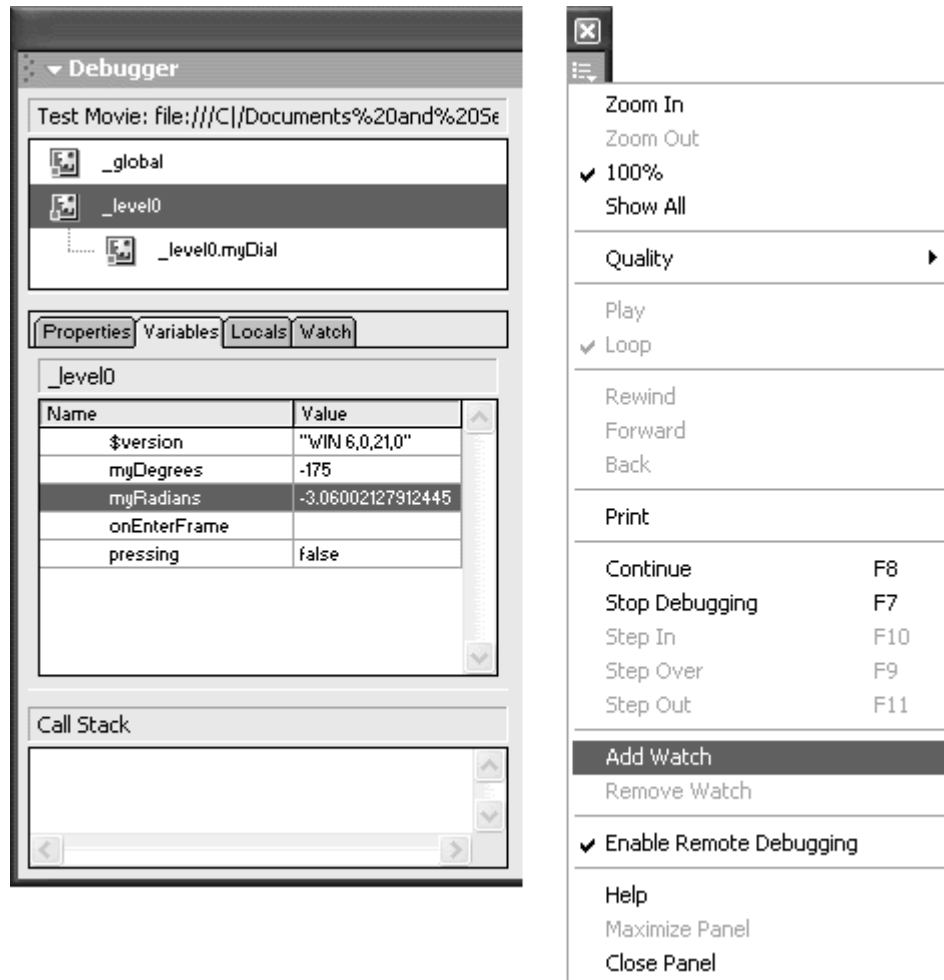 Debugger
Test Movie: file:///C|/Documents%20and%20Se
_global
_level0
_level0.myDial
Properties Variables Locals Watch
_level0
Name Value
$version "WIN 6,0,21,0"
myDegrees -175
myRadians -3.06002127912445
onEnterFrame
pressing false
Call Stack
Zoom In
Zoom Out
100%
Show All
Quality
Play
Loop
Rewind
Forward
Back
Print
Continue F8
Stop Debugging F7
Step In F10
Step Over F9
Step Out F11
Add Watch
Remove Watch
Enable Remote Debugging
Help
Maximize Panel
Close Panel